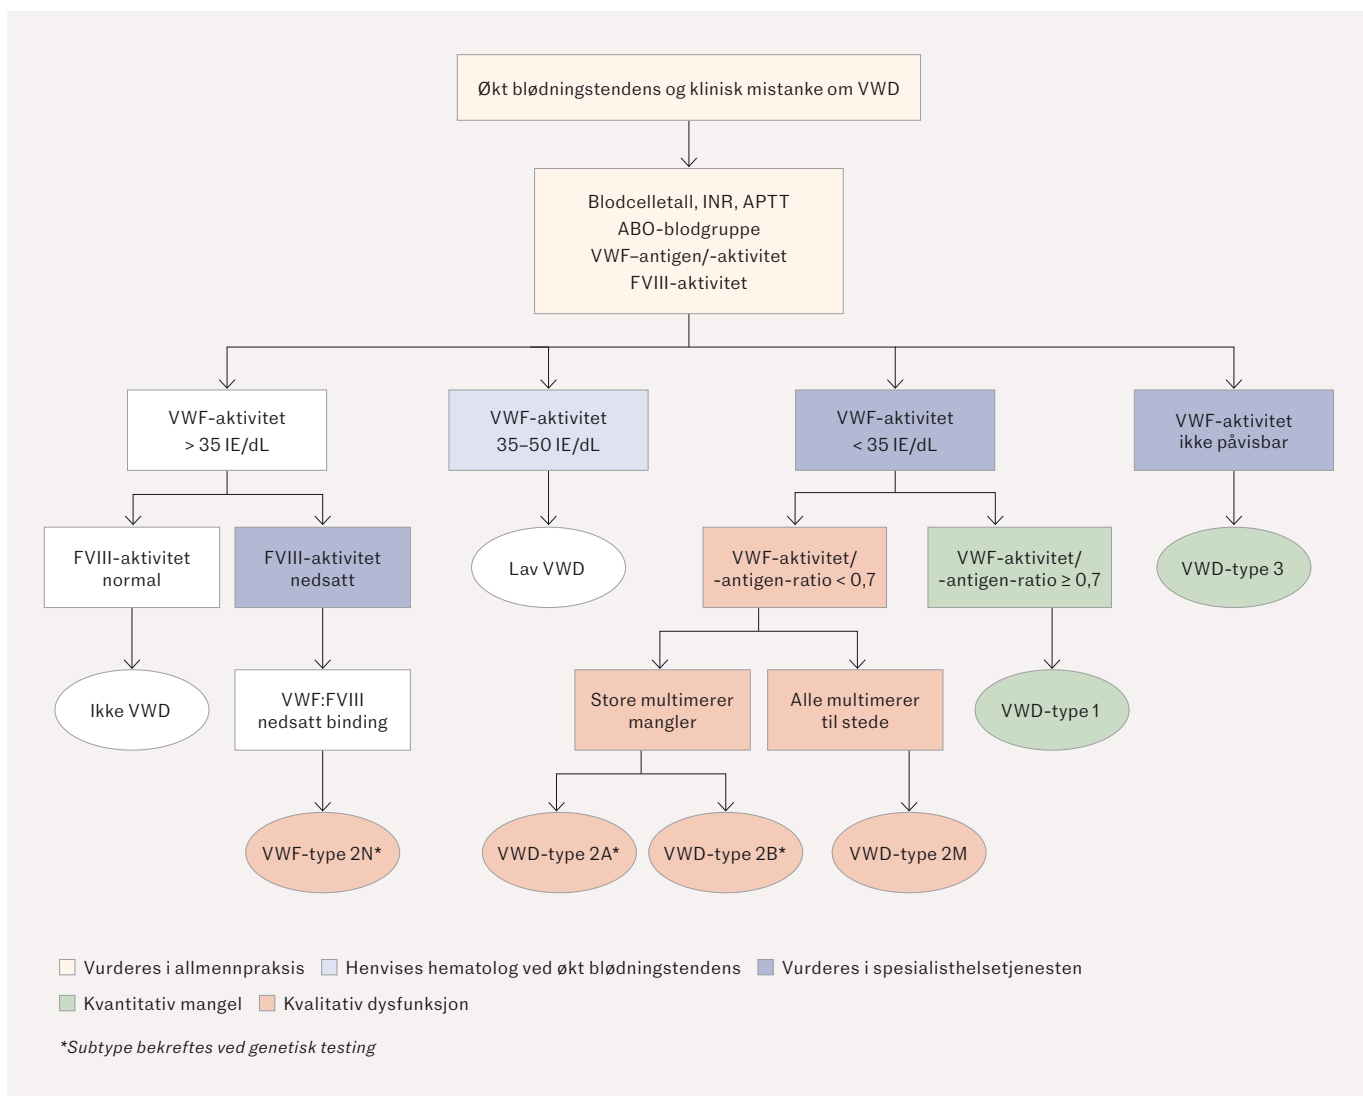 Økt blødningstendens og klinisk mistanke om VWD
Blodcelletall, INR, APTT
ABO-blodgruppe
VWF–antigen/-aktivitet
FVIII-aktivitet
VWF-aktivitet
> 35 IE/dL
VWF-aktivitet
35–50 IE/dL
VWF-aktivitet
< 35 IE/dL
VWF-aktivitet
ikke påvisbar
FVIII-aktivitet
normal
FVIII-aktivitet
nedsatt
Lav VWD
VWF-aktivitet/
-antigen-ratio < 0,7
VWF-aktivitet/
-antigen-ratio ≥ 0,7
VWD-type 3
Ikke VWD
VWF:FVIII
nedsatt binding
Store multimerer
mangler
Alle multimerer
til stede
VWD-type 1
VWF-type 2N*
VWD-type 2A*
VWD-type 2B*
VWD-type 2M
Vurderes i allmennpraksis
Henvises hematolog ved økt blødningstendens
Vurderes i spesialisthelsetjenesten
Kvantitativ mangel
Kvalitativ dysfunksjon
*Subtype bekreftes ved genetisk testing